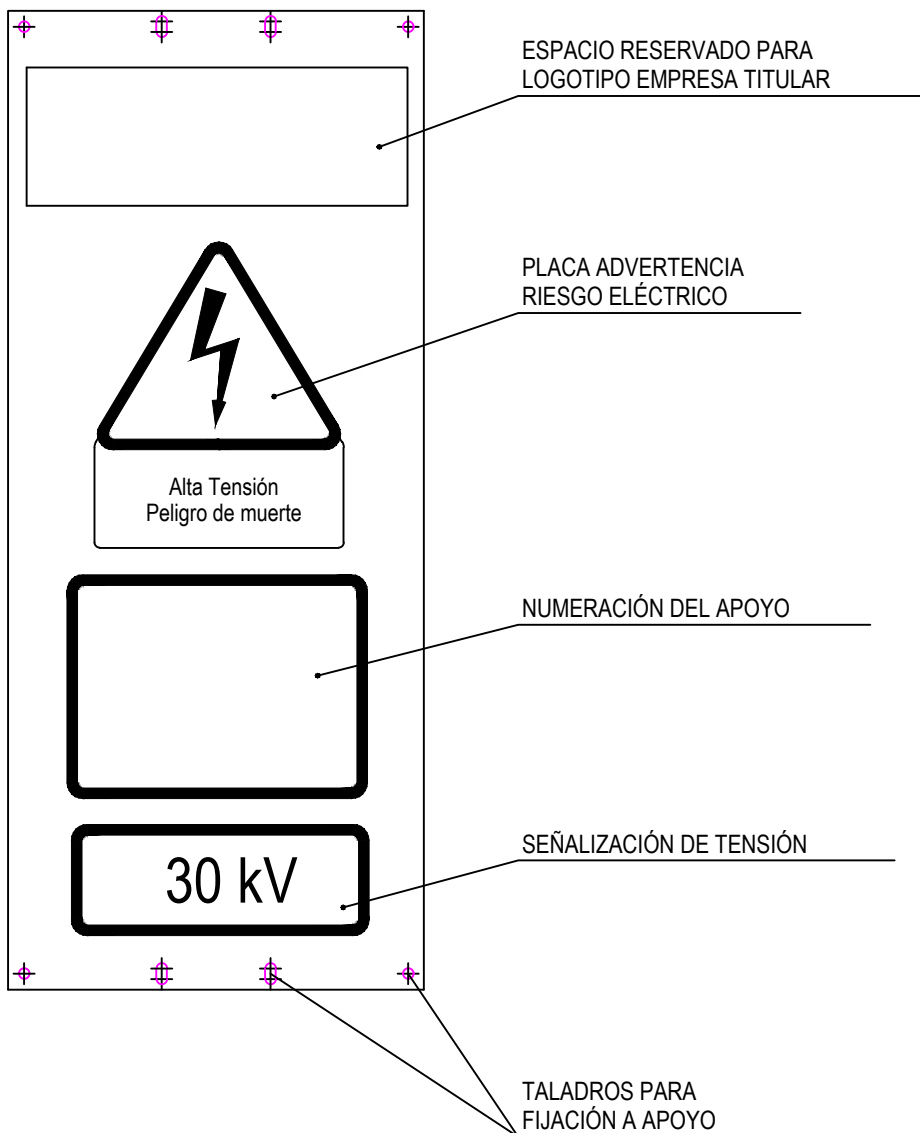 ESPACIO RESERVADO PARA
LOGOTIPO EMPRESA TITULAR
PLACA ADVERTENCIA
RIESGO ELÉCTRICO
Alta Tensión
Peligro de muerte
NUMERACIÓN DEL APOYO
SEÑALIZACIÓN DE TENSIÓN
30 kV
TALADROS PARA
FIJACIÓN A APOYO